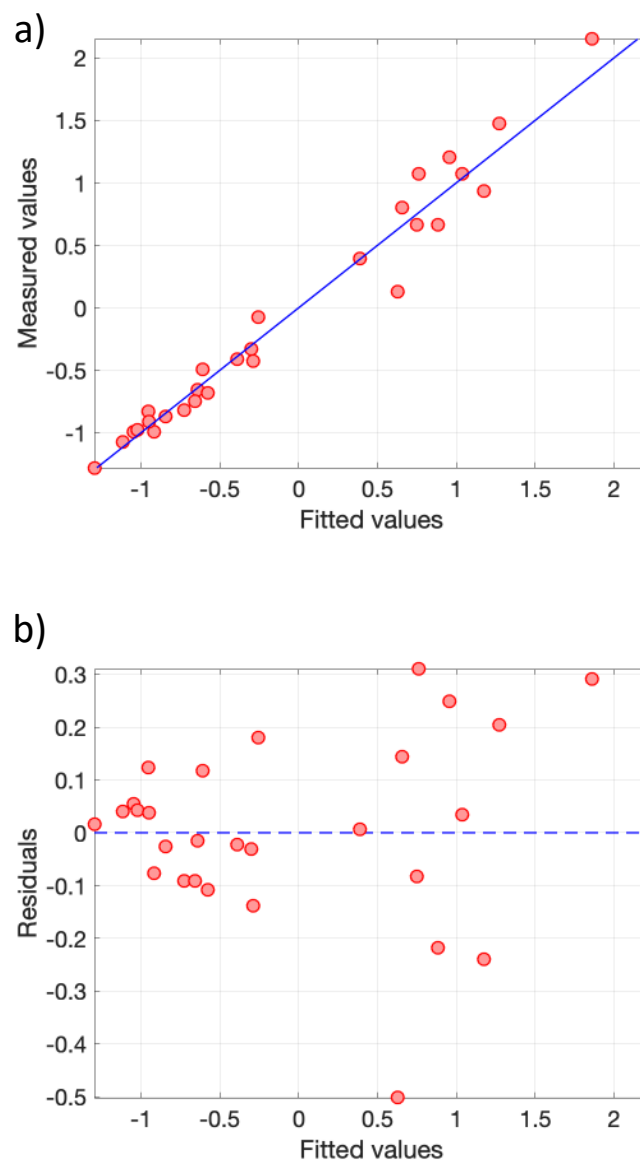 a)
2
1.5
1
0.5
0
-0.5
-1
Measured values
-1 -0.5 0 0.5 1 1.5 2
Fitted values
b)
0.3
0.2
0.1
0
-0.1
-0.2
-0.3
-0.4
-0.5
Residuals
-1 -0.5 0 0.5 1 1.5 2
Fitted values